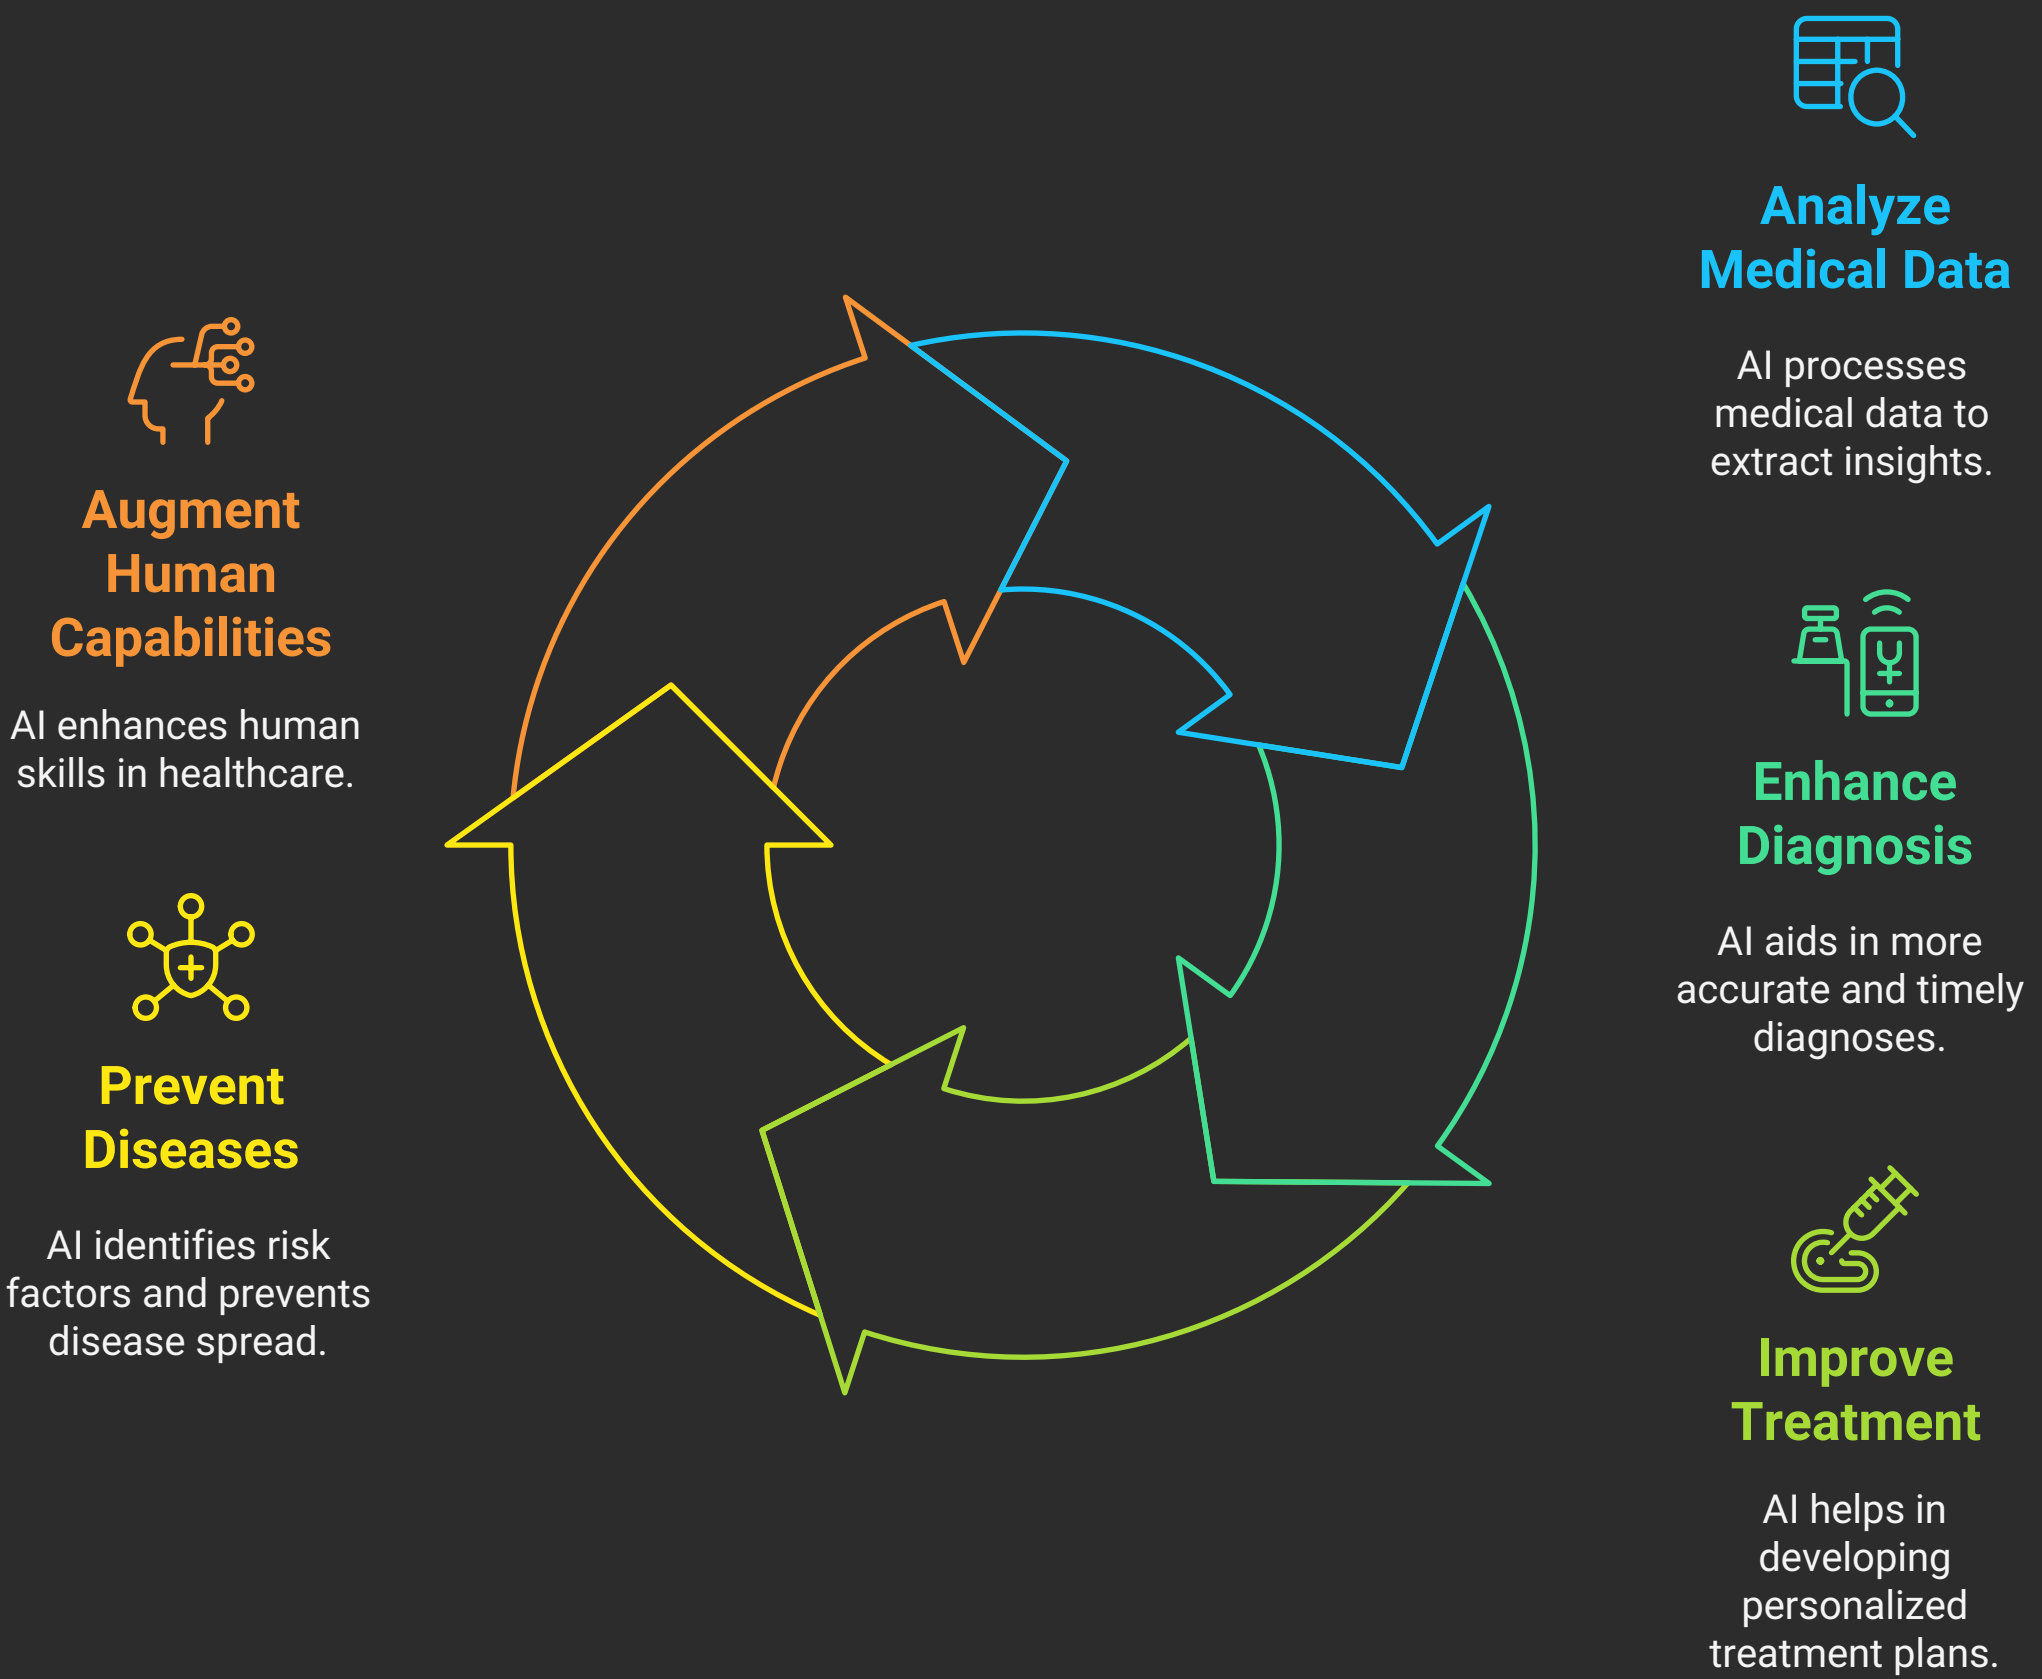 Analyze
Medical Data
AI processes
medical data to
extract insights.
Enhance
Diagnosis
AI aids in more
accurate and timely
diagnoses.
Improve
Treatment
AI helps in
developing
personalized
treatment plans.
Prevent
Diseases
AI identifies risk
factors and prevents
disease spread.
Augment
Human
Capabilities
AI enhances human
skills in healthcare.